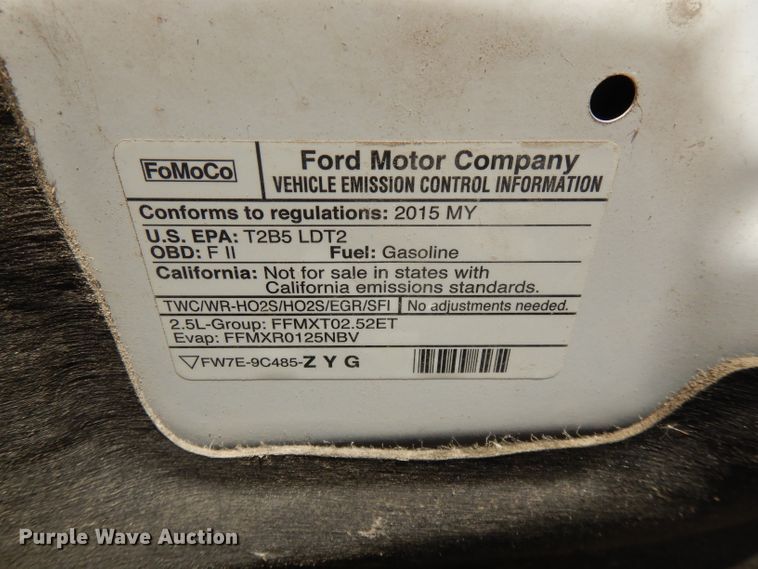 FoMoCo
Ford Motor Company
VEHICLE EMISSION CONTROL INFORMATION
Conforms to regulations: 2015 MY
U.S. EPA: T2B5 LDT2
OBD: F II Fuel: Gasoline
California: Not for sale in states with
California emissions standards.
TWC/WR-HO2S/HO2S/EGR/SFI No adjustments needed.
2.5L-Group: FFMXT02.52ET
Evap: FFMXR0125NBV
FW7E-9C485-Z Y G
Purple Wave Auction